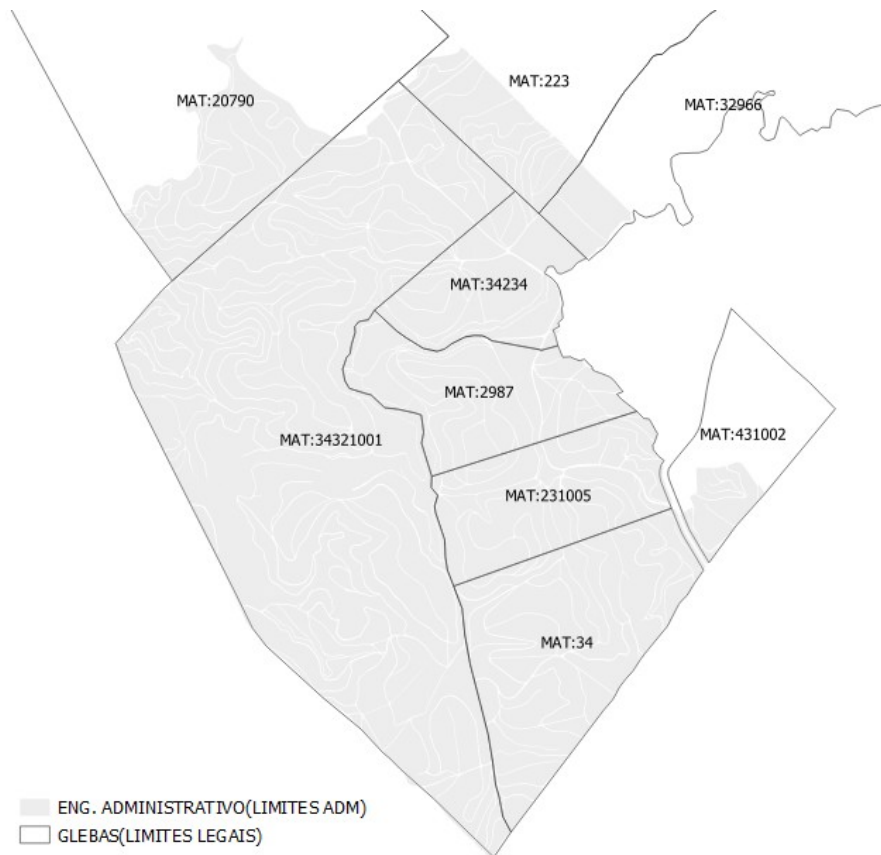 MAT:223
MAT:20790
MAT:32966
MAT:34234
MAT:2987
MAT:431002
MAT:34321001
MAT:231005
MAT:34
ENG. ADMINISTRATIVO(LIMITES ADM)
GLEBAS(LIMITES LEGAIS)